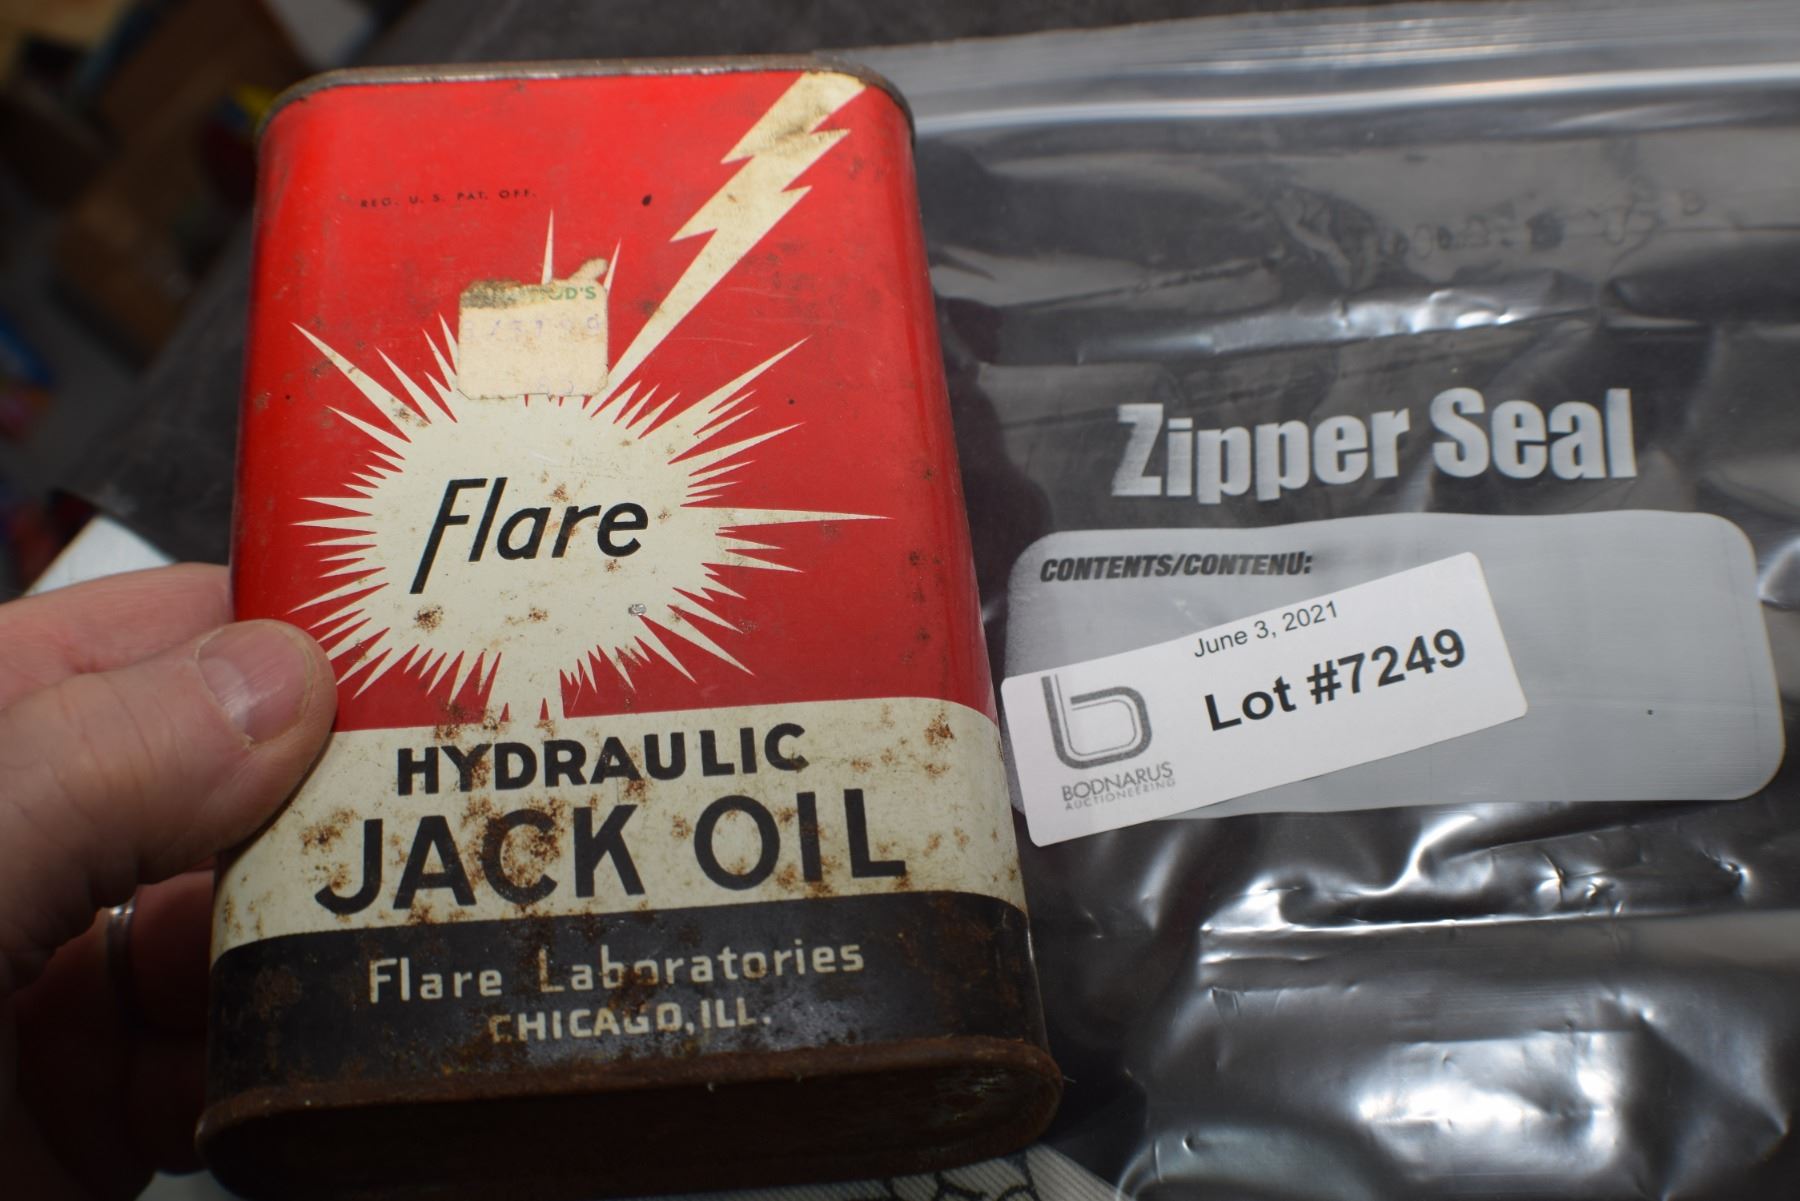 REG. U. S. PAT. OFF.
Flare
HYDRAULIC
JACK OIL
Flare Laboratories
CHICAGO, ILL.
Zipper Seal
CONTENTS/CONTENU:
June 3, 2021
Lot #7249
BODNARUS
AUCTIONEERING